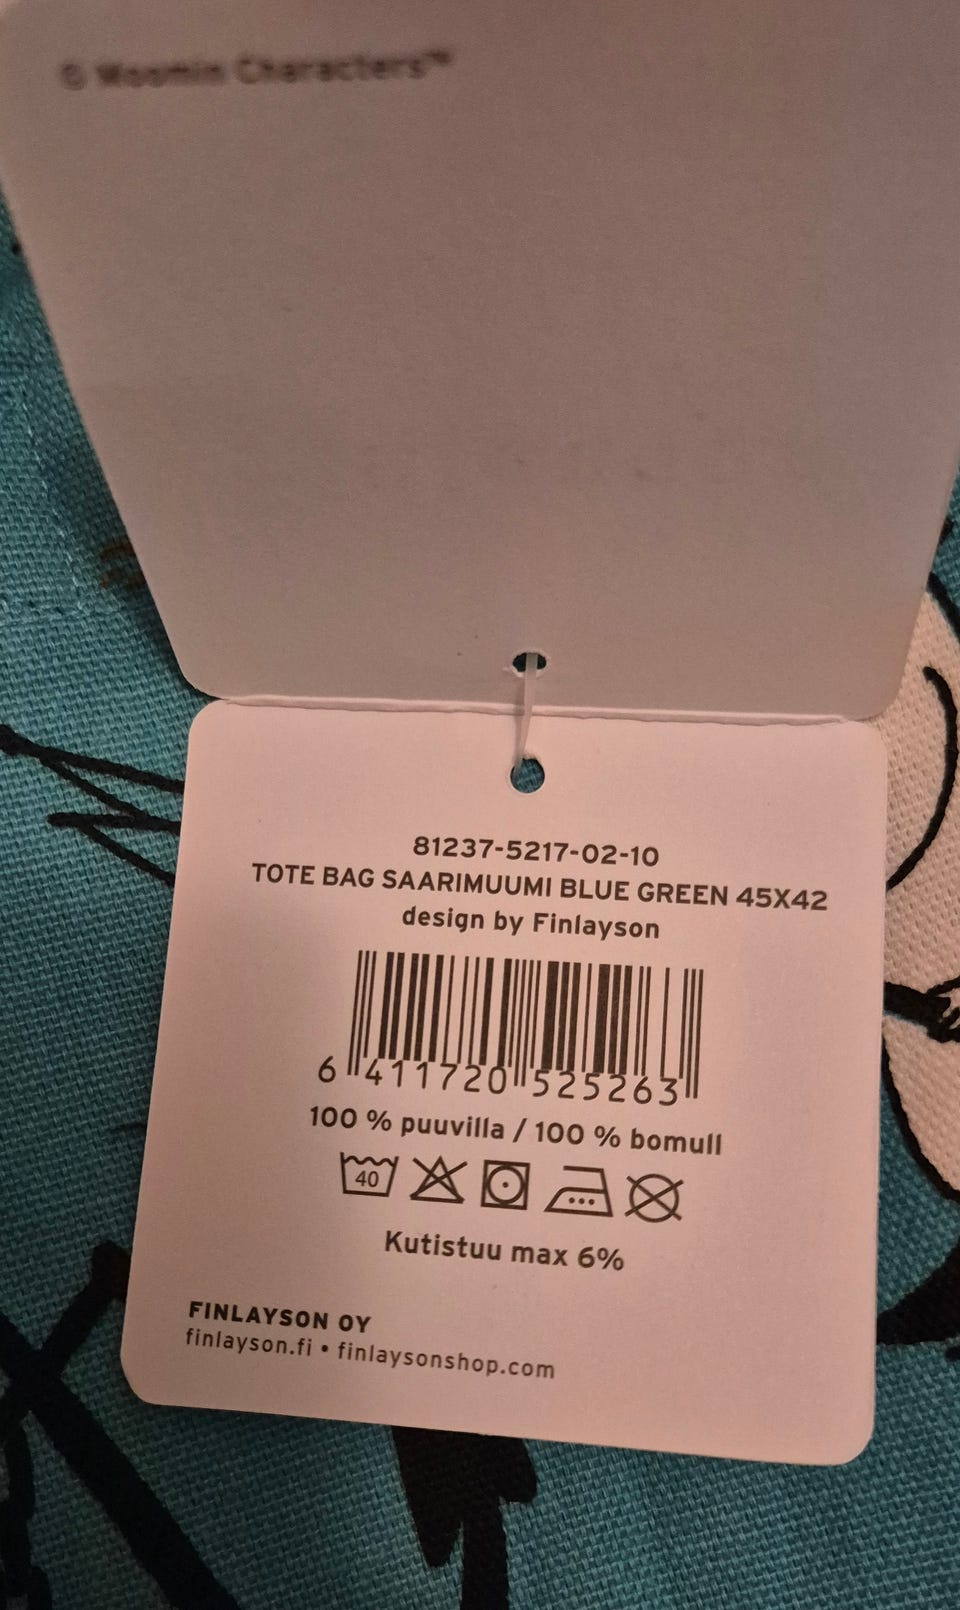 © Moomin Characters™
81237-5217-02-10
TOTE BAG SAARIMUUMI BLUE GREEN 45X42
design by Finlayson
6 411720 525263
100 % puuvilla / 100 % bomull
40
Kutistuu max 6%
FINLAYSON OY
finlayson.fi • finlaysonshop.com